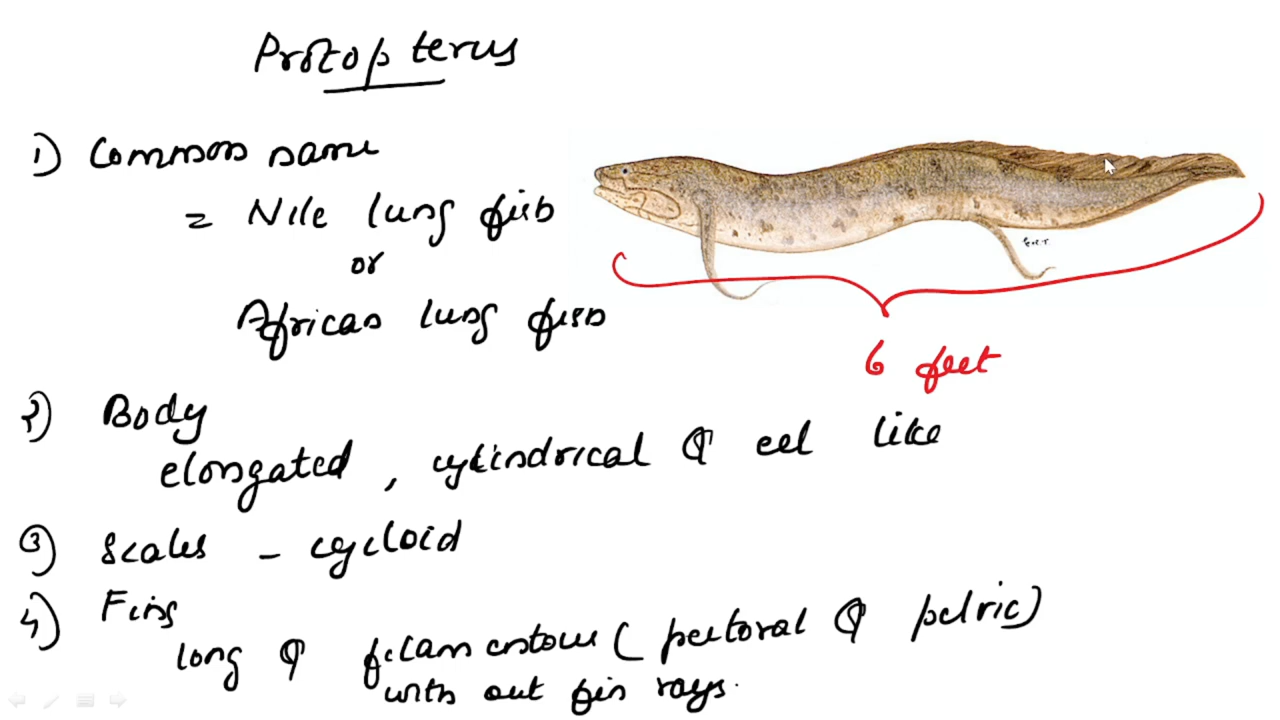 Protopterus
1) Common name
= Nile lung fish
or
African lung fish
6 feet
2) Body
elongated, cylindrical & eel like
3) Scales - cycloid
4) Fins
long & filamentous (pectoral & pelvic)
with out fin rays.